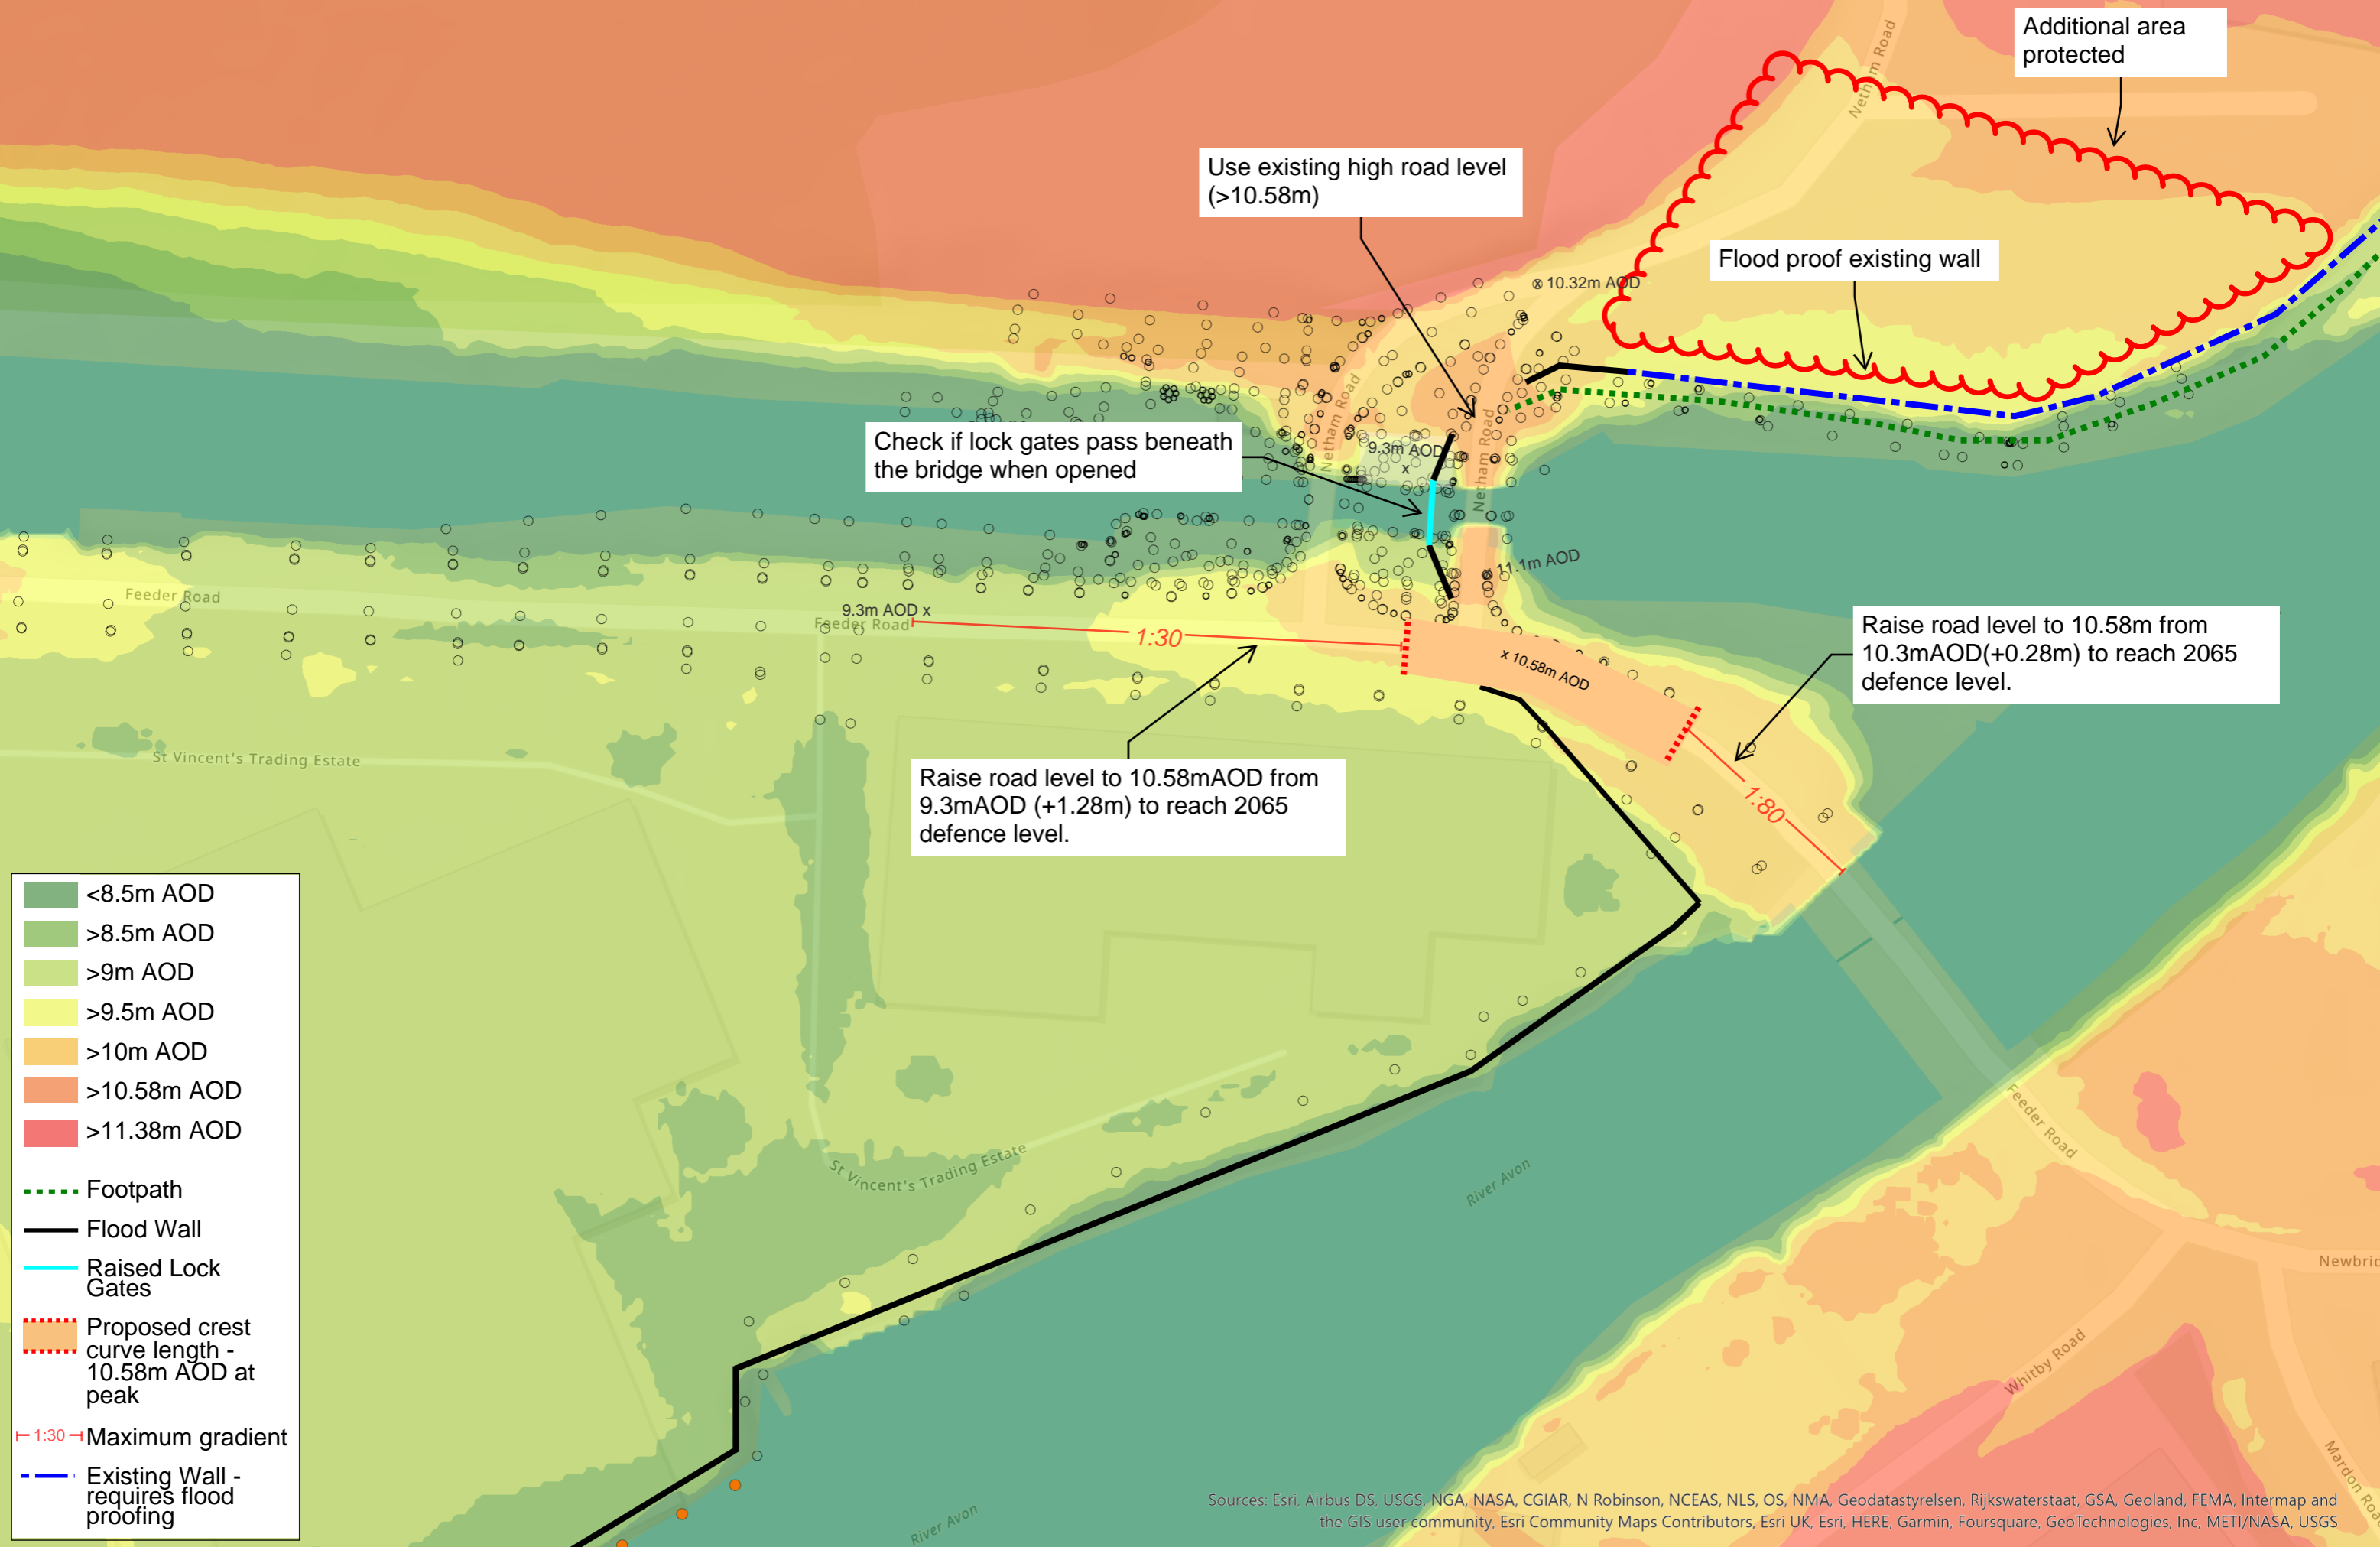 Additional area
protected
Netham Road
Use existing high road level
(>10.58m)
Flood proof existing wall
10.32m AOD
Check if lock gates pass beneath
the bridge when opened
Netham Road
9.3m AOD
x
Netham Road
x 11.1m AOD
Feeder Road
9.3m AOD x
Feeder Road
1:30
x 10.58m AOD
Raise road level to 10.58m from
10.3mAOD(+0.28m) to reach 2065
defence level.
St Vincent's Trading Estate
Raise road level to 10.58mAOD from
9.3mAOD (+1.28m) to reach 2065
defence level.
1:80
<8.5m AOD
>8.5m AOD
>9m AOD
>9.5m AOD
>10m AOD
>10.58m AOD
>11.38m AOD
Footpath
Flood Wall
Raised Lock
Gates
Proposed crest
curve length -
10.58m AOD at
peak
1:30
Maximum gradient
Existing Wall -
requires flood
proofing
St Vincent's Trading Estate
River Avon
Feeder Road
Newbrid
Whitby Road
Mardon Road
River Avon
Sources: Esri, Airbus DS, USGS, NGA, NASA, CGIAR, N Robinson, NCEAS, NLS, OS, NMA, Geodatastyrelsen, Rijkswaterstaat, GSA, Geoland, FEMA, Intermap and
the GIS user community, Esri Community Maps Contributors, Esri UK, Esri, HERE, Garmin, Foursquare, GeoTechnologies, Inc, METI/NASA, USGS